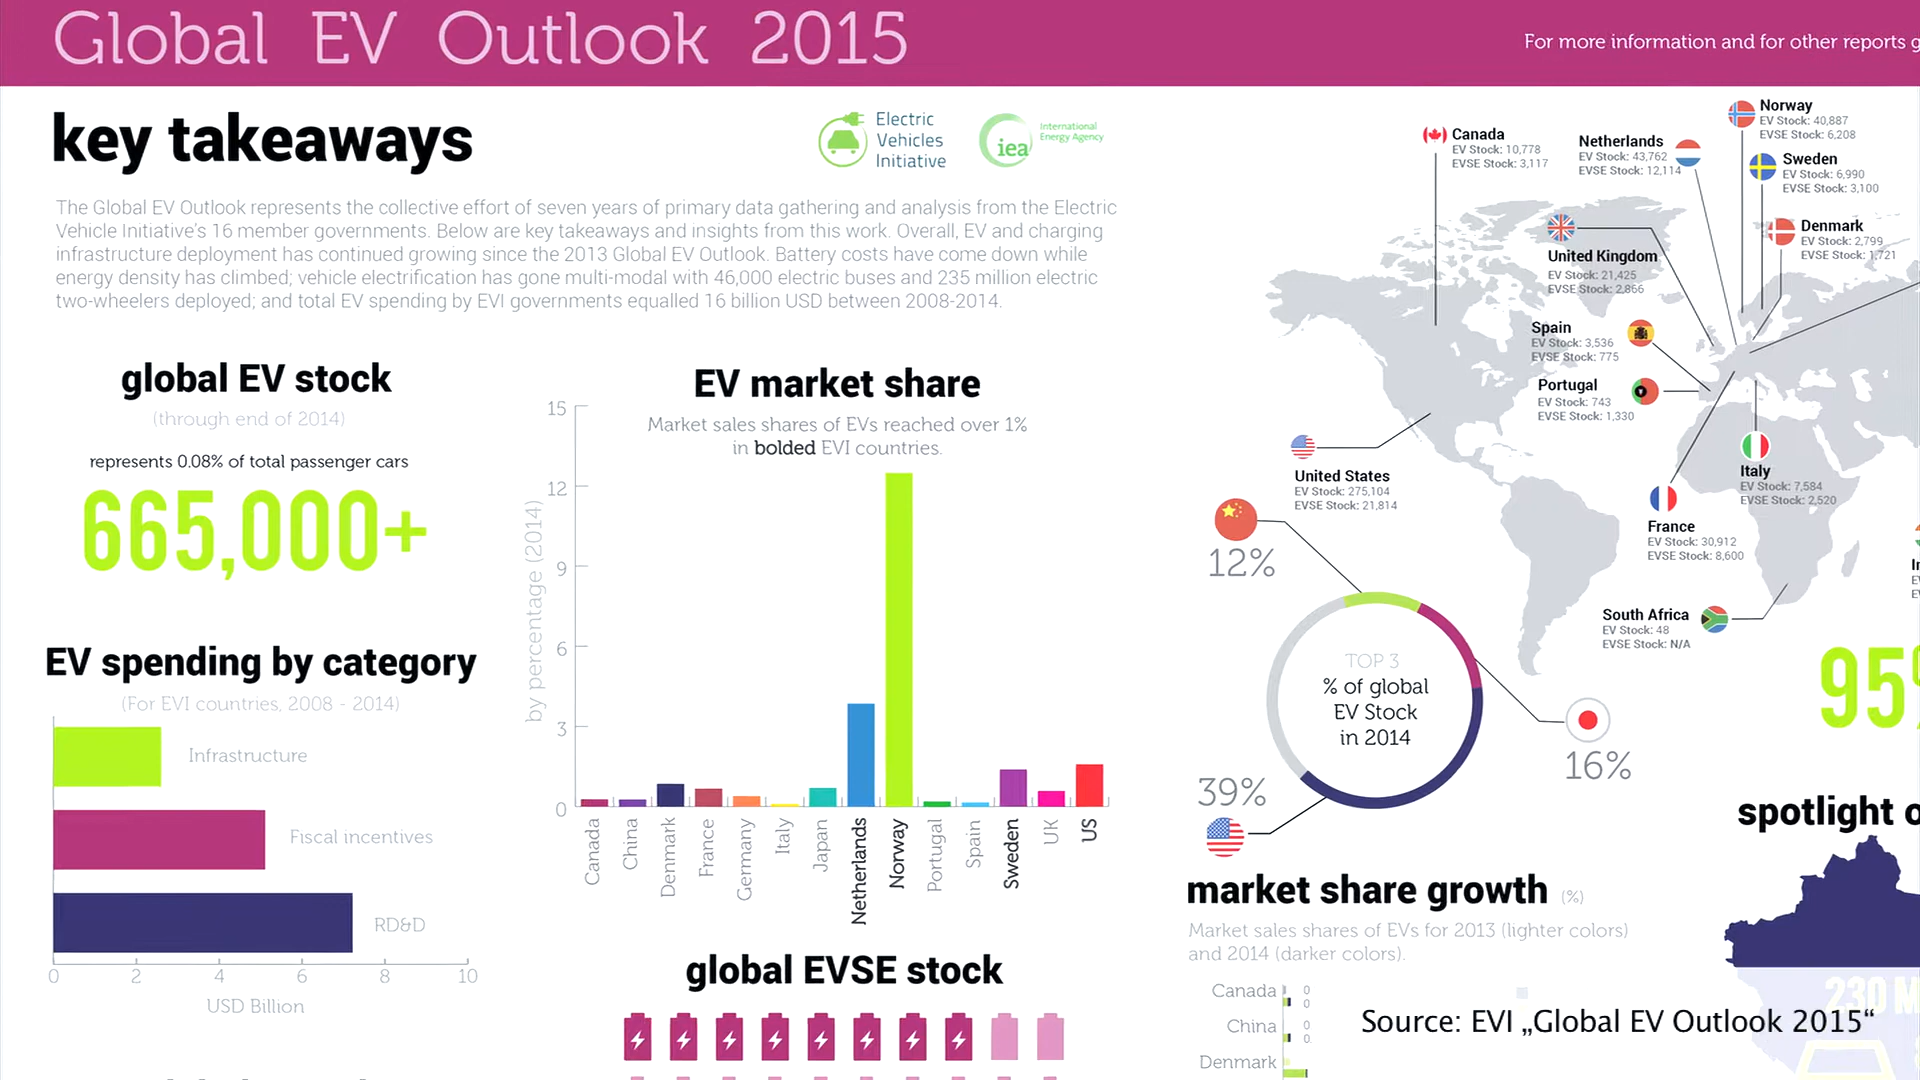 Global EV Outlook 2015
For more information and for other reports g
key takeaways
Electric
Vehicles
Initiative
iea
International
Energy Agency
The Global EV Outlook represents the collective effort of seven years of primary data gathering and analysis from the Electric
Vehicle Initiative's 16 member governments. Below are key takeaways and insights from this work. Overall, EV and charging
infrastructure deployment has continued growing since the 2013 Global EV Outlook. Battery costs have come down while
energy density has climbed; vehicle electrification has gone multi-modal with 46,000 electric buses and 235 million electric
two-wheelers deployed; and total EV spending by EVI governments equalled 16 billion USD between 2008-2014.
global EV stock
(through end of 2014)
represents 0.08% of total passenger cars
665,000+
EV spending by category
(For EVI countries, 2008 - 2014)
Infrastructure
Fiscal incentives
RD&D
0 2 4 6 8 10
USD Billion
EV market share
Market sales shares of EVs reached over 1%
in bolded EVI countries.
by percentage (2014)
15
12
9
6
3
0
Canada
China
Denmark
France
Germany
Italy
Japan
Netherlands
Norway
Portugal
Spain
Sweden
UK
US
global EVSE stock
Canada
EV Stock: 10,778
EVSE Stock: 3,117
Netherlands
EV Stock: 43,762
EVSE Stock: 12,114
Norway
EV Stock: 40,887
EVSE Stock: 6,208
Sweden
EV Stock: 6,990
EVSE Stock: 3,100
Denmark
EV Stock: 2,799
EVSE Stock: 1,721
United Kingdom
EV Stock: 21,425
EVSE Stock: 2,866
Spain
EV Stock: 3,536
EVSE Stock: 775
Portugal
EV Stock: 743
EVSE Stock: 1,330
United States
EV Stock: 275,104
EVSE Stock: 21,814
Italy
EV Stock: 7,584
EVSE Stock: 2,520
France
EV Stock: 30,912
EVSE Stock: 8,600
South Africa
EV Stock: 48
EVSE Stock: N/A
12%
TOP 3
% of global
EV Stock
in 2014
16%
39%
95
spotlight o
market share growth (%)
Market sales shares of EVs for 2013 (lighter colors)
and 2014 (darker colors).
Canada 0
0
China 0
0.
Denmark
230 M
Source: EVI „Global EV Outlook 2015“